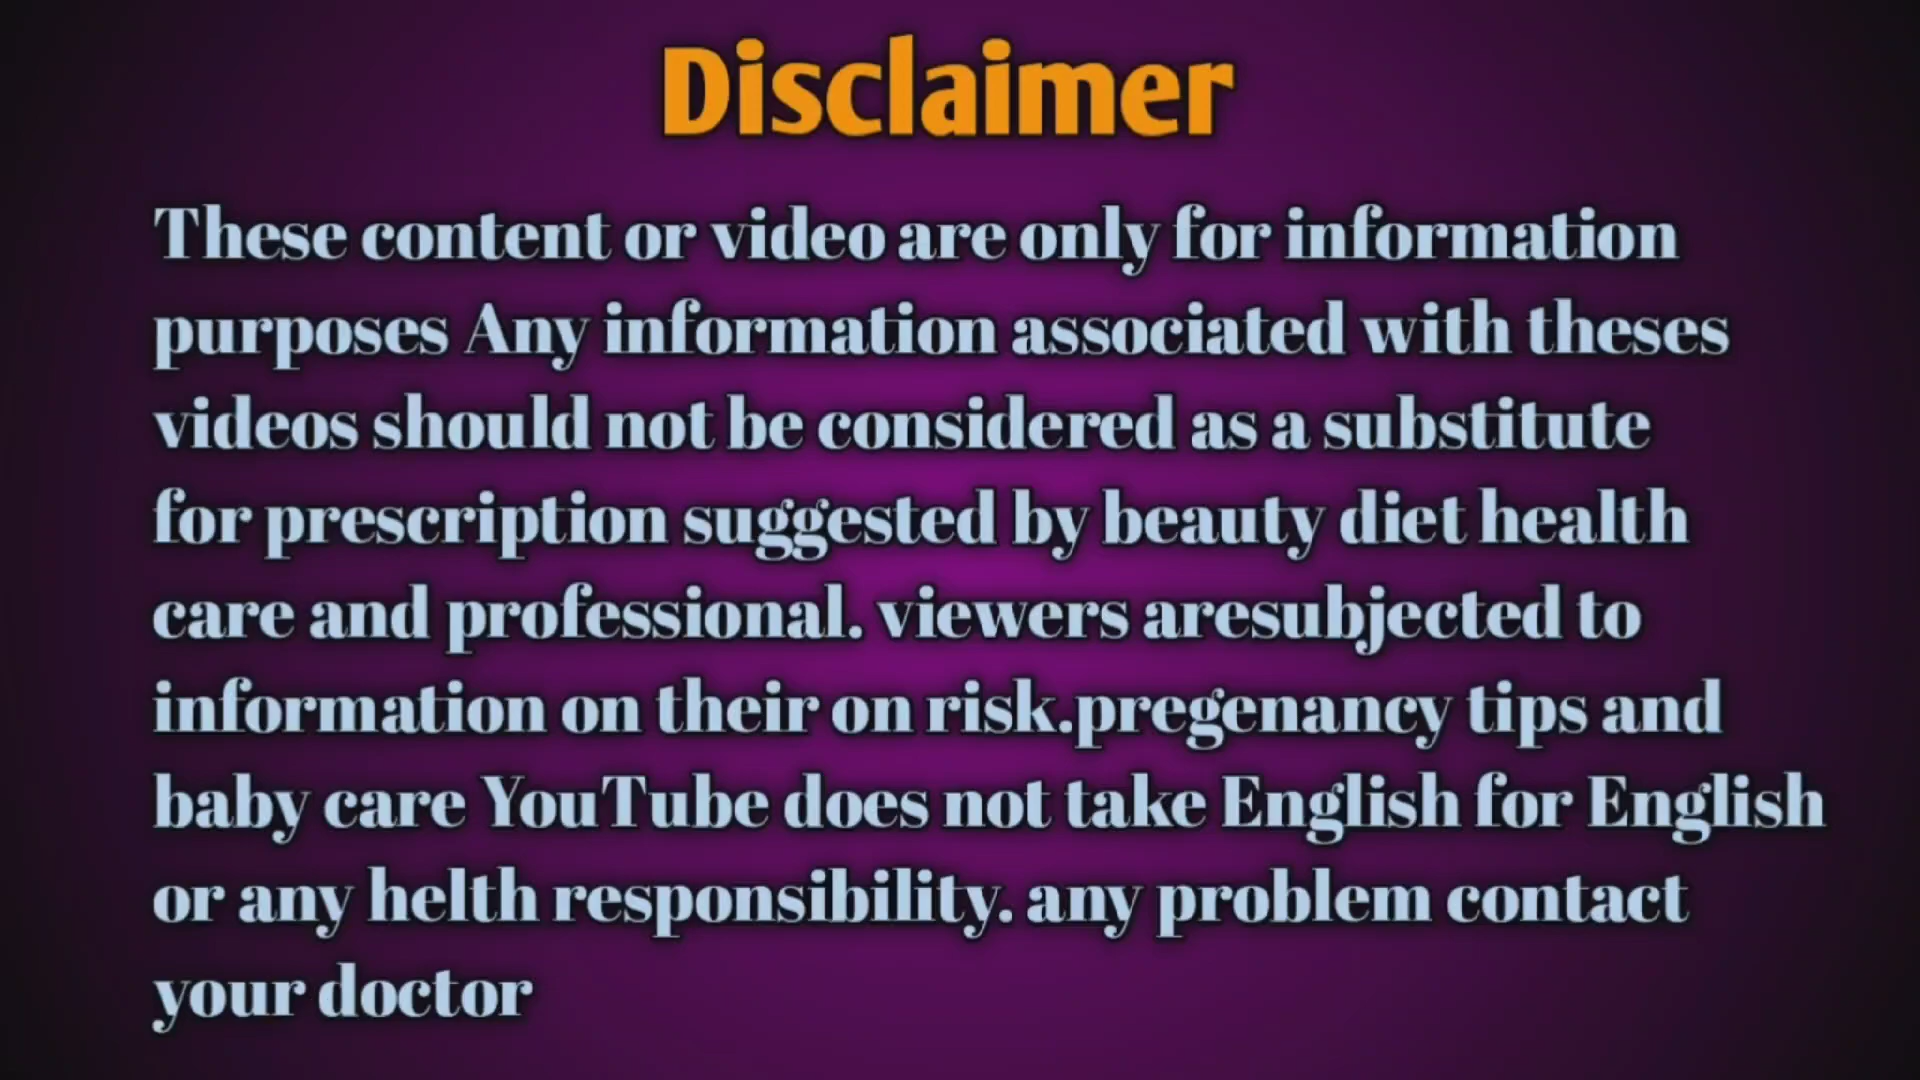 Disclaimer
These content or video are only for information
purposes Any information associated with theses
videos should not be considered as a substitute
for prescription suggested by beauty diet health
care and professional. viewers aresubjected to
information on their on risk.pregenancy tips and
baby care YouTube does not take English for English
or any helth responsibility. any problem contact
your doctor